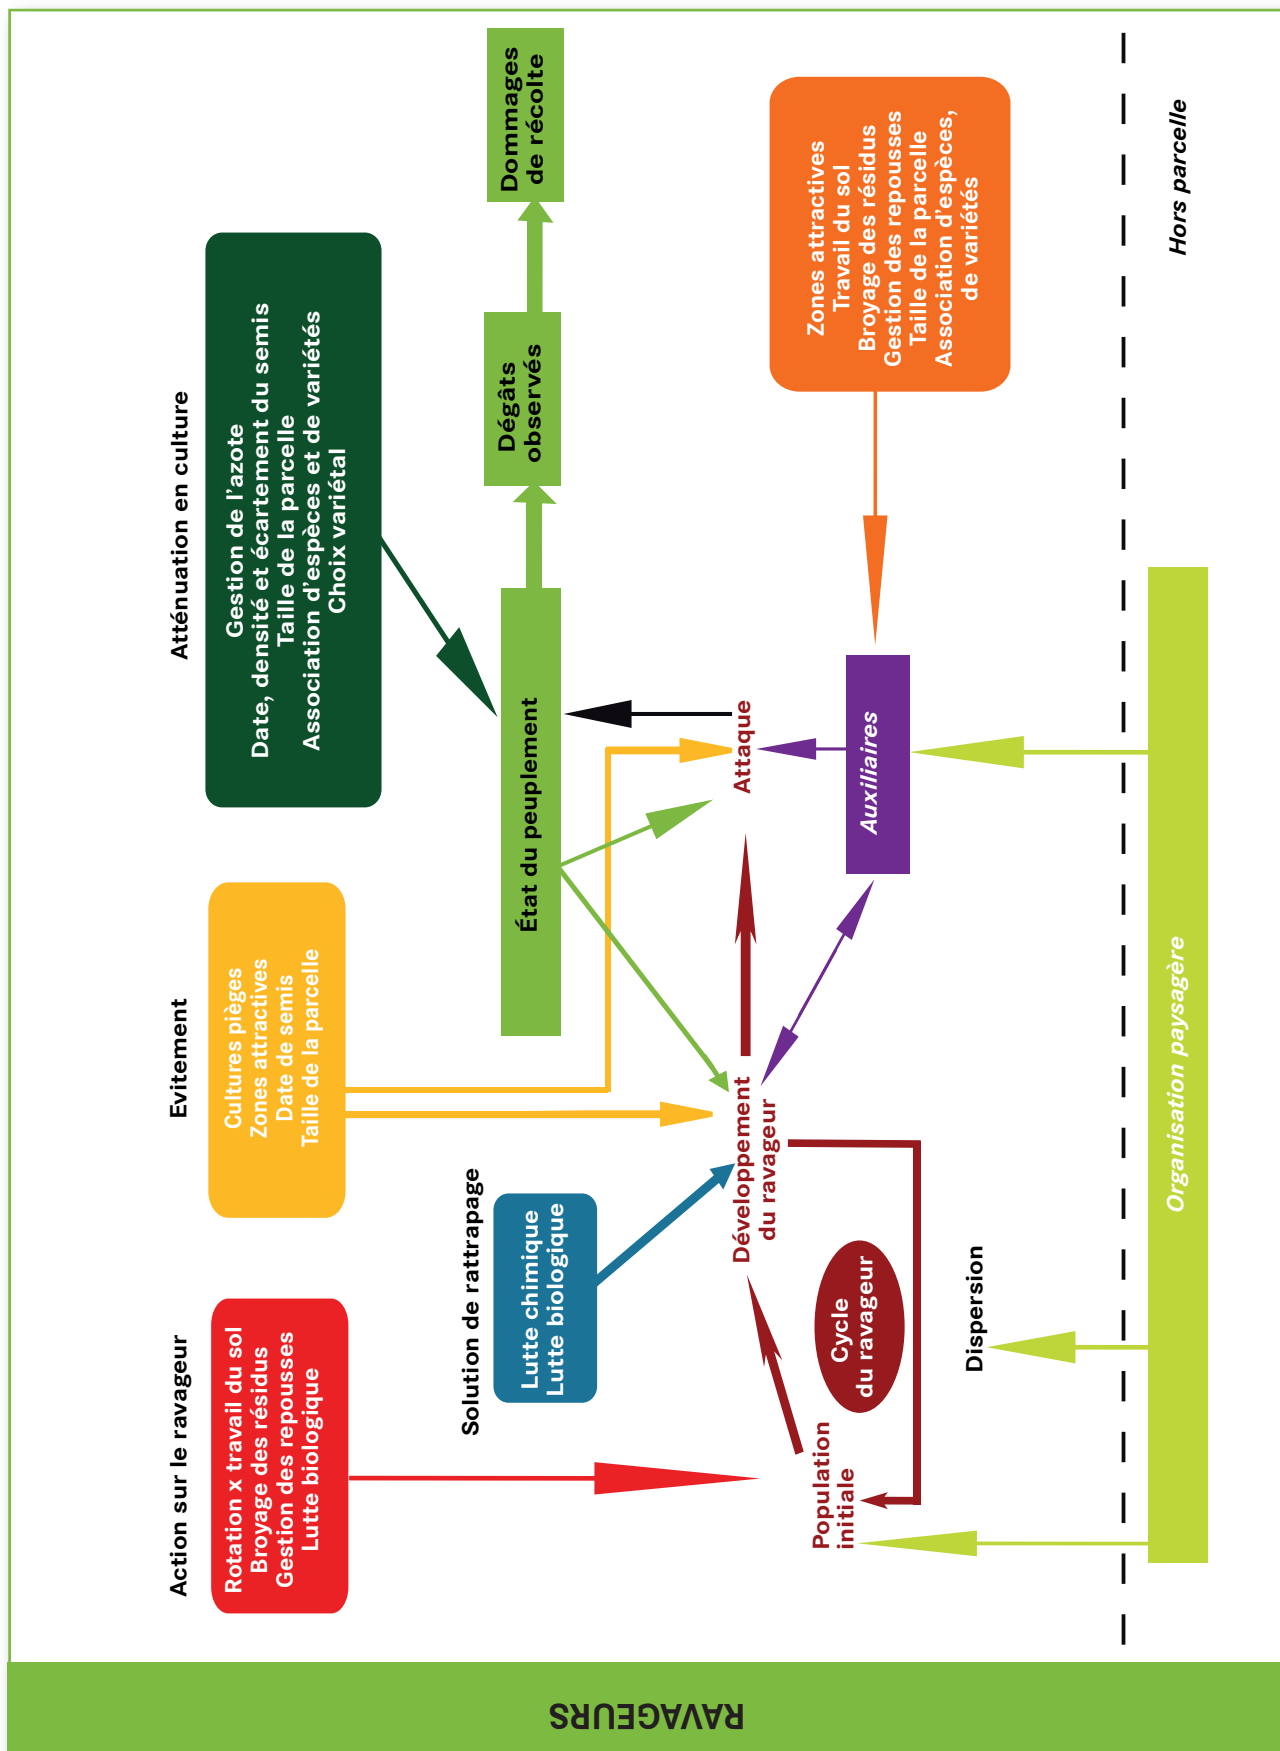 RAVAGEURS
Action sur le ravageur
Rotation x travail du sol
Broyage des résidus
Gestion des repousses
Lutte biologique
Evitement
Cultures pièges
Zones attractives
Date de semis
Taille de la parcelle
Atténuation en culture
Gestion de l'azote
Date, densité et écartement du semis
Taille de la parcelle
Association d'espèces et de variétés
Choix variétal
Solution de rattrapage
Lutte chimique
Lutte biologique
État du peuplement
Dégâts
observés
Dommages
de récolte
Population
initiale
Développement
du ravageur
Attaque
Cycle
du ravageur
Auxiliaires
Zones attractives
Travail du sol
Broyage des résidus
Gestion des repousses
Taille de la parcelle
Association d'espèces,
de variétés
Dispersion
Hors parcelle
Organisation paysagère